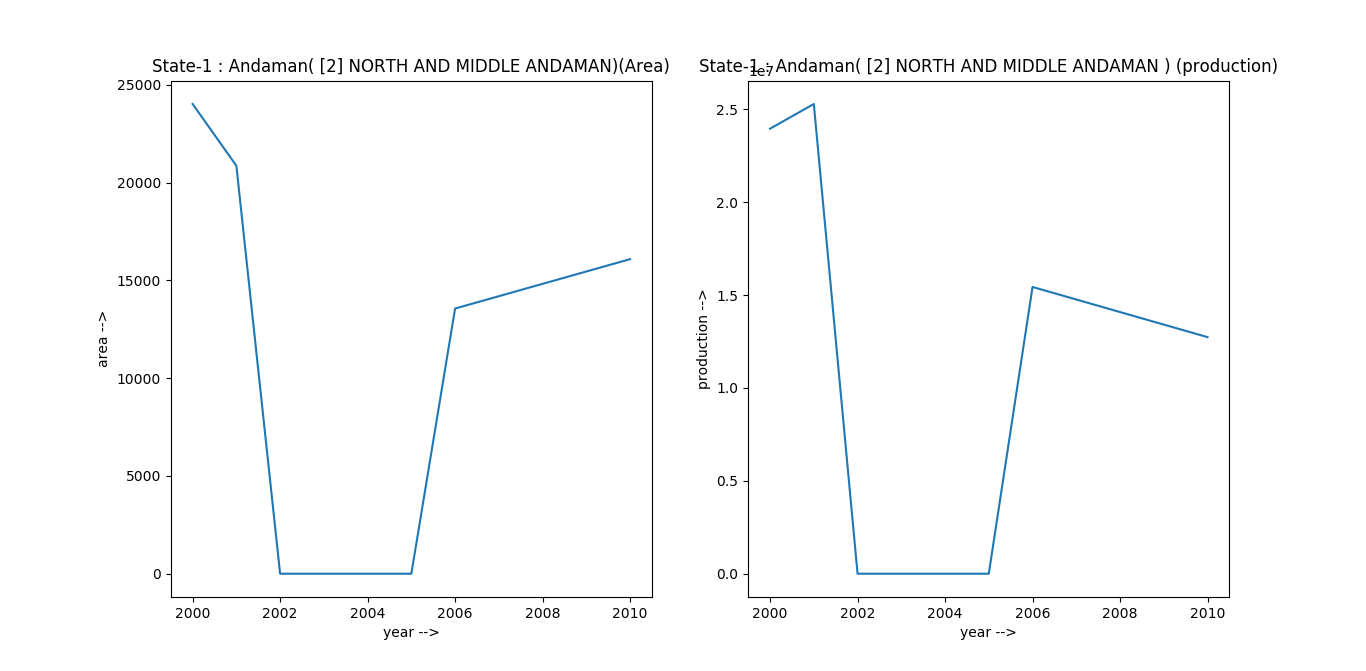 State-1 : Andaman( [2] NORTH AND MIDDLE ANDAMAN)(Area)
25000
20000
15000
10000
5000
0
area -->
2000 2002 2004 2006 2008 2010
year -->
State-1 : Andaman( [2] NORTH AND MIDDLE ANDAMAN ) (production)
1e7
2.5
2.0
1.5
1.0
0.5
0.0
production -->
2000 2002 2004 2006 2008 2010
year -->